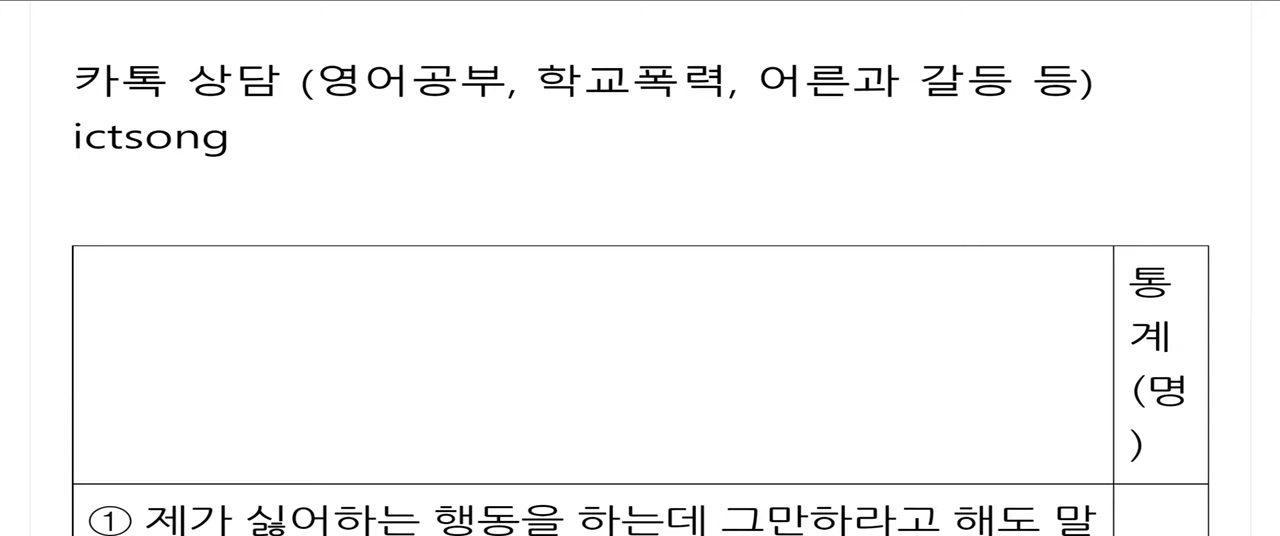 카톡 상담 (영어공부, 학교폭력, 어른과 갈등 등)
ictsong
통
계
(명
)
① 제가 싫어하는 행동을 하는데 그만하라고 해도 말